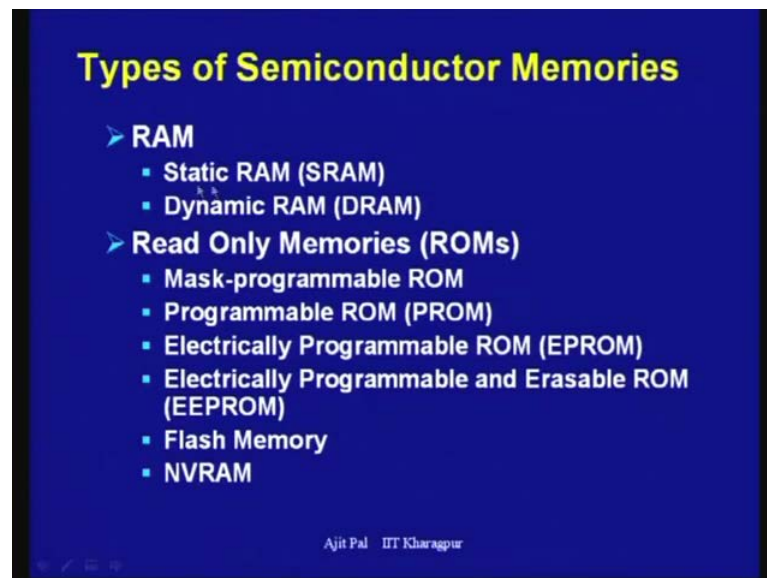 Types of Semiconductor Memories
RAM
Static RAM (SRAM)
Dynamic RAM (DRAM)
Read Only Memories (ROMs)
Mask-programmable ROM
Programmable ROM (PROM)
Electrically Programmable ROM (EPROM)
Electrically Programmable and Erasable ROM
(EEPROM)
Flash Memory
NVRAM
Ajit Pal IIT Kharagpur